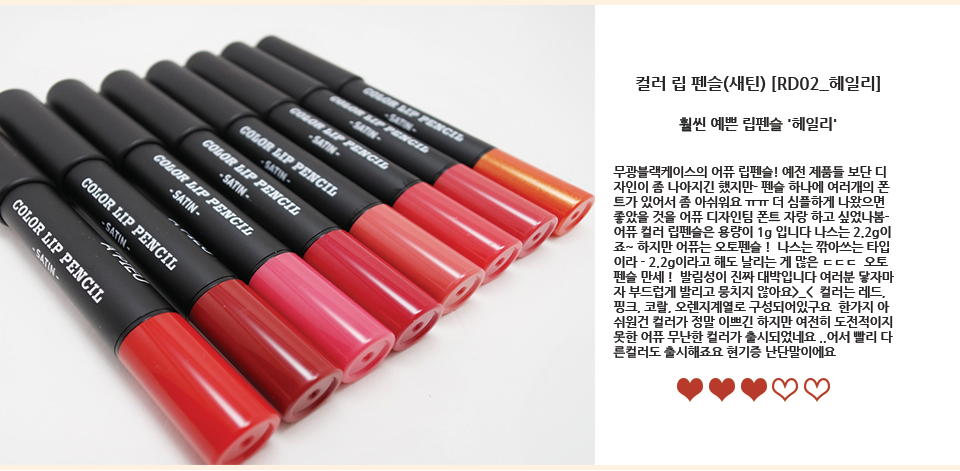 컬러 립 펜슬(새틴) [RD02_헤일리]
훨씬 예쁜 립펜슬 '헤일리'
무광블랙케이스의 어퓨 립펜슬! 예전 제품들 보단 디
자인이 좀 나아지긴 했지만- 펜슬 하나에 여러개의 폰
트가 있어서 좀 아쉬워요 ㅠㅠ 더 심플하게 나왔으면
좋았을 것을 어퓨 디자인팀 폰트 자랑 하고 싶었나봄-
어퓨 컬러 립펜슬은 용량이 1g 입니다 나스는 2.2g이
죠~ 하지만 어퓨는 오토펜슬 ! 나스는 깎아쓰는 타입
이라 - 2.2g이라고 해도 날리는 게 많은 ㄷㄷㄷ 오토
펜슬 만세 ! 발림성이 진짜 대박입니다 여러분 닿자마
자 부드럽게 발리고 뭉치지 않아요>_< 컬러는 레드,
핑크, 코랄, 오렌지계열로 구성되어있구요 한가지 아
쉬원건 컬러가 정말 이쁘긴 하지만 여전히 도전적이지
못한 어퓨 무난한 컬러가 출시되었네요 ..어서 빨리 다
른컬러도 출시해죠요 현기증 난단말이에요
COLOR LIP PENCIL
- SATIN -
COLOR LIP PENCIL
- SATIN -
COLOR LIP PENCIL
- SATIN -
COLOR LIP PENCIL
- SATIN -
COLOR LIP PENCIL
- SATIN -
COLOR LIP PENCIL
- SATIN -
COLOR LIP PENCIL
- SATIN -